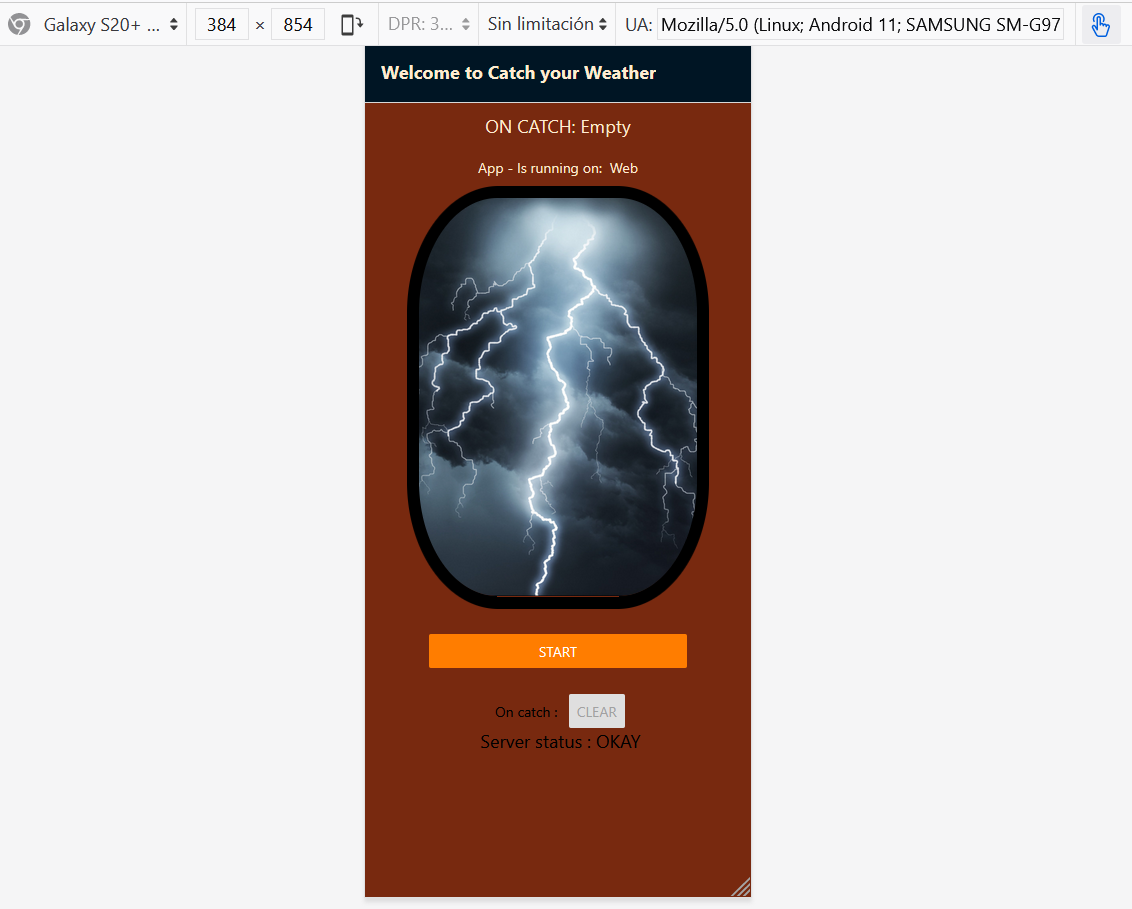 Galaxy S20+ ... 384 × 854 DPR: 3... Sin limitación UA: Mozilla/5.0 (Linux; Android 11; SAMSUNG SM-G97
Welcome to Catch your Weather
ON CATCH: Empty
App - Is running on: Web
START
On catch : CLEAR
Server status : OKAY